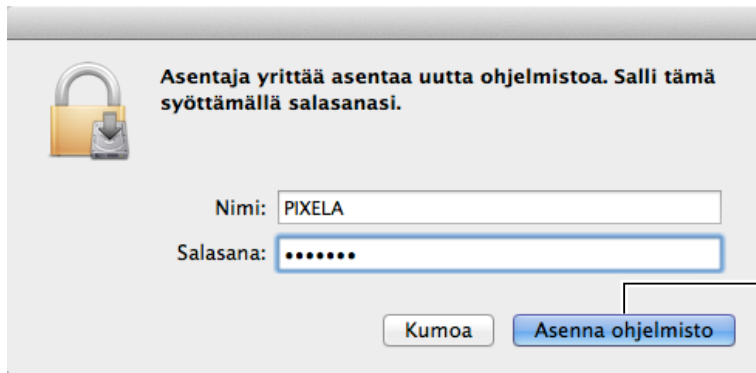 Asentaja yrittää asentaa uutta ohjelmistoa. Salli tämä
syöttämällä salasanasi.
Nimi: PIXELA
Salasana: •••••••
Kumoa Asenna ohjelmisto